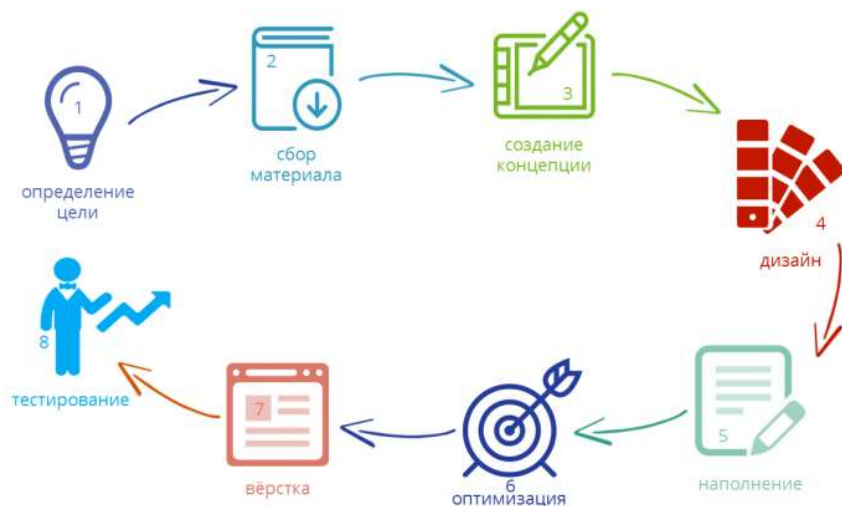 1
определение
цели
2
сбор
материала
3
создание
концепции
4
дизайн
5
наполнение
6
оптимизация
7
вёрстка
8
тестирование